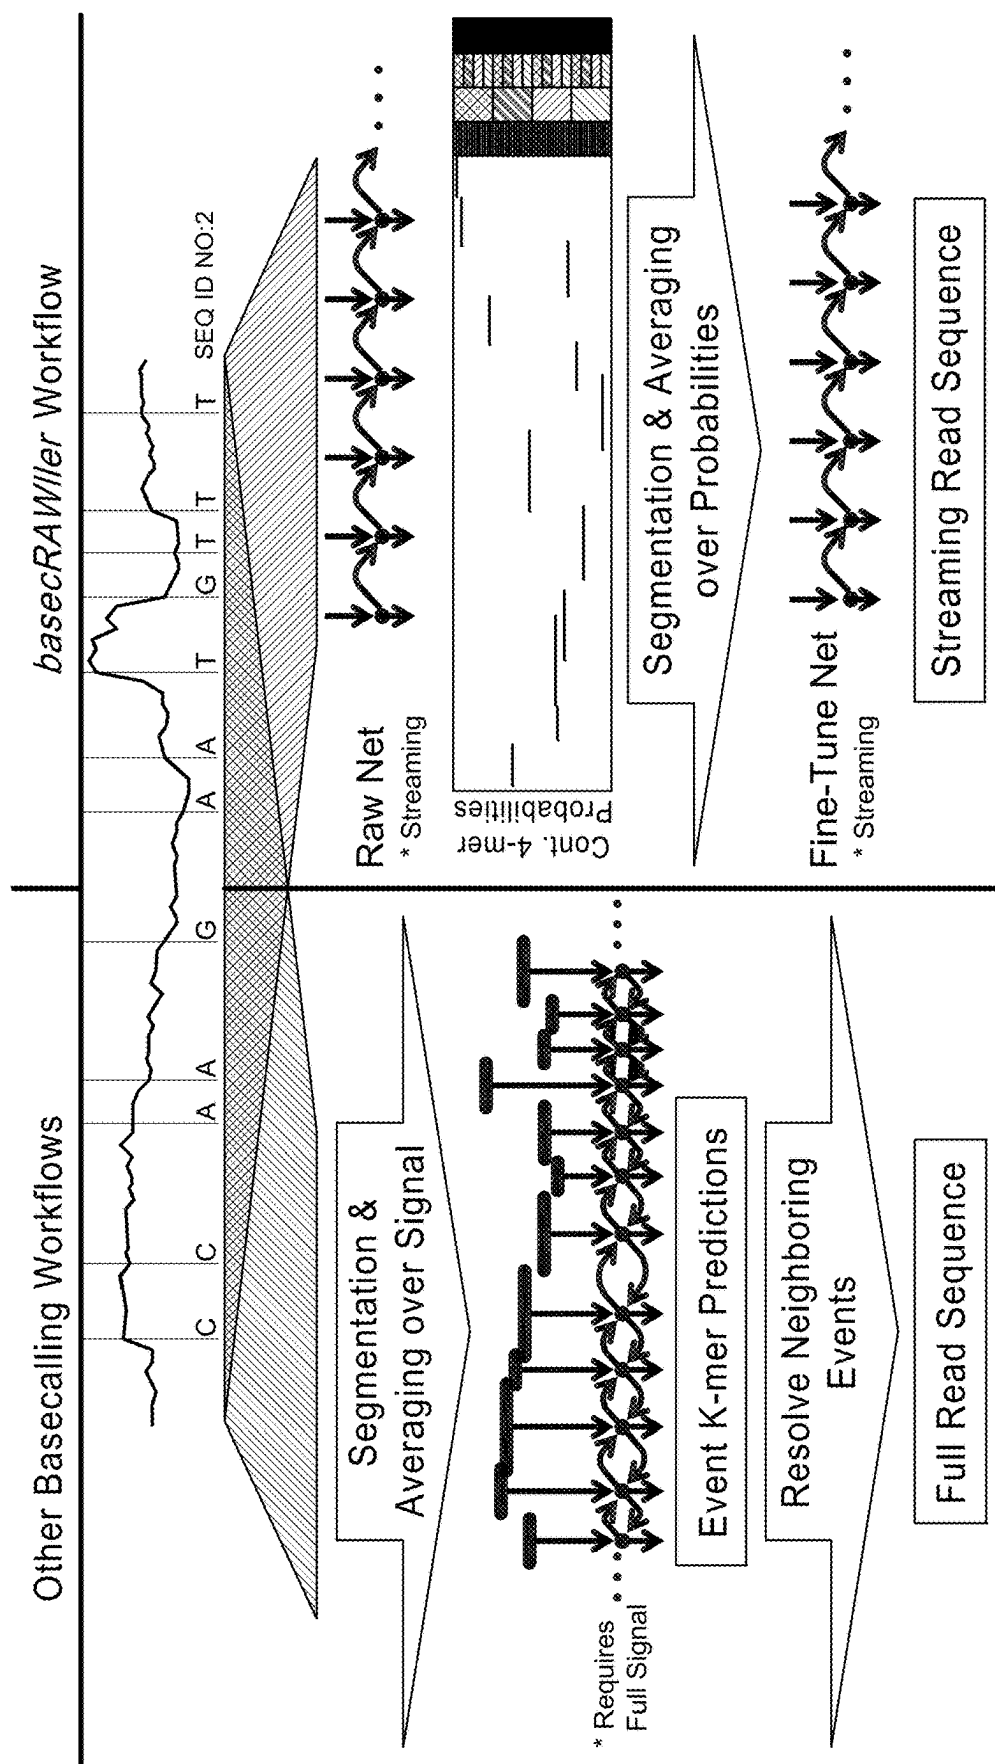 Other Basecalling Workflows
basecRAWller Workflow
C C A A G A A T G T T T SEQ ID NO:2
Segmentation &
Averaging over Signal
* Requires
Full Signal
Event K-mer Predictions
Resolve Neighboring
Events
Full Read Sequence
Raw Net
* Streaming
Cont. 4-mer
Probabilities
Segmentation & Averaging
over Probabilities
Fine-Tune Net
* Streaming
Streaming Read Sequence